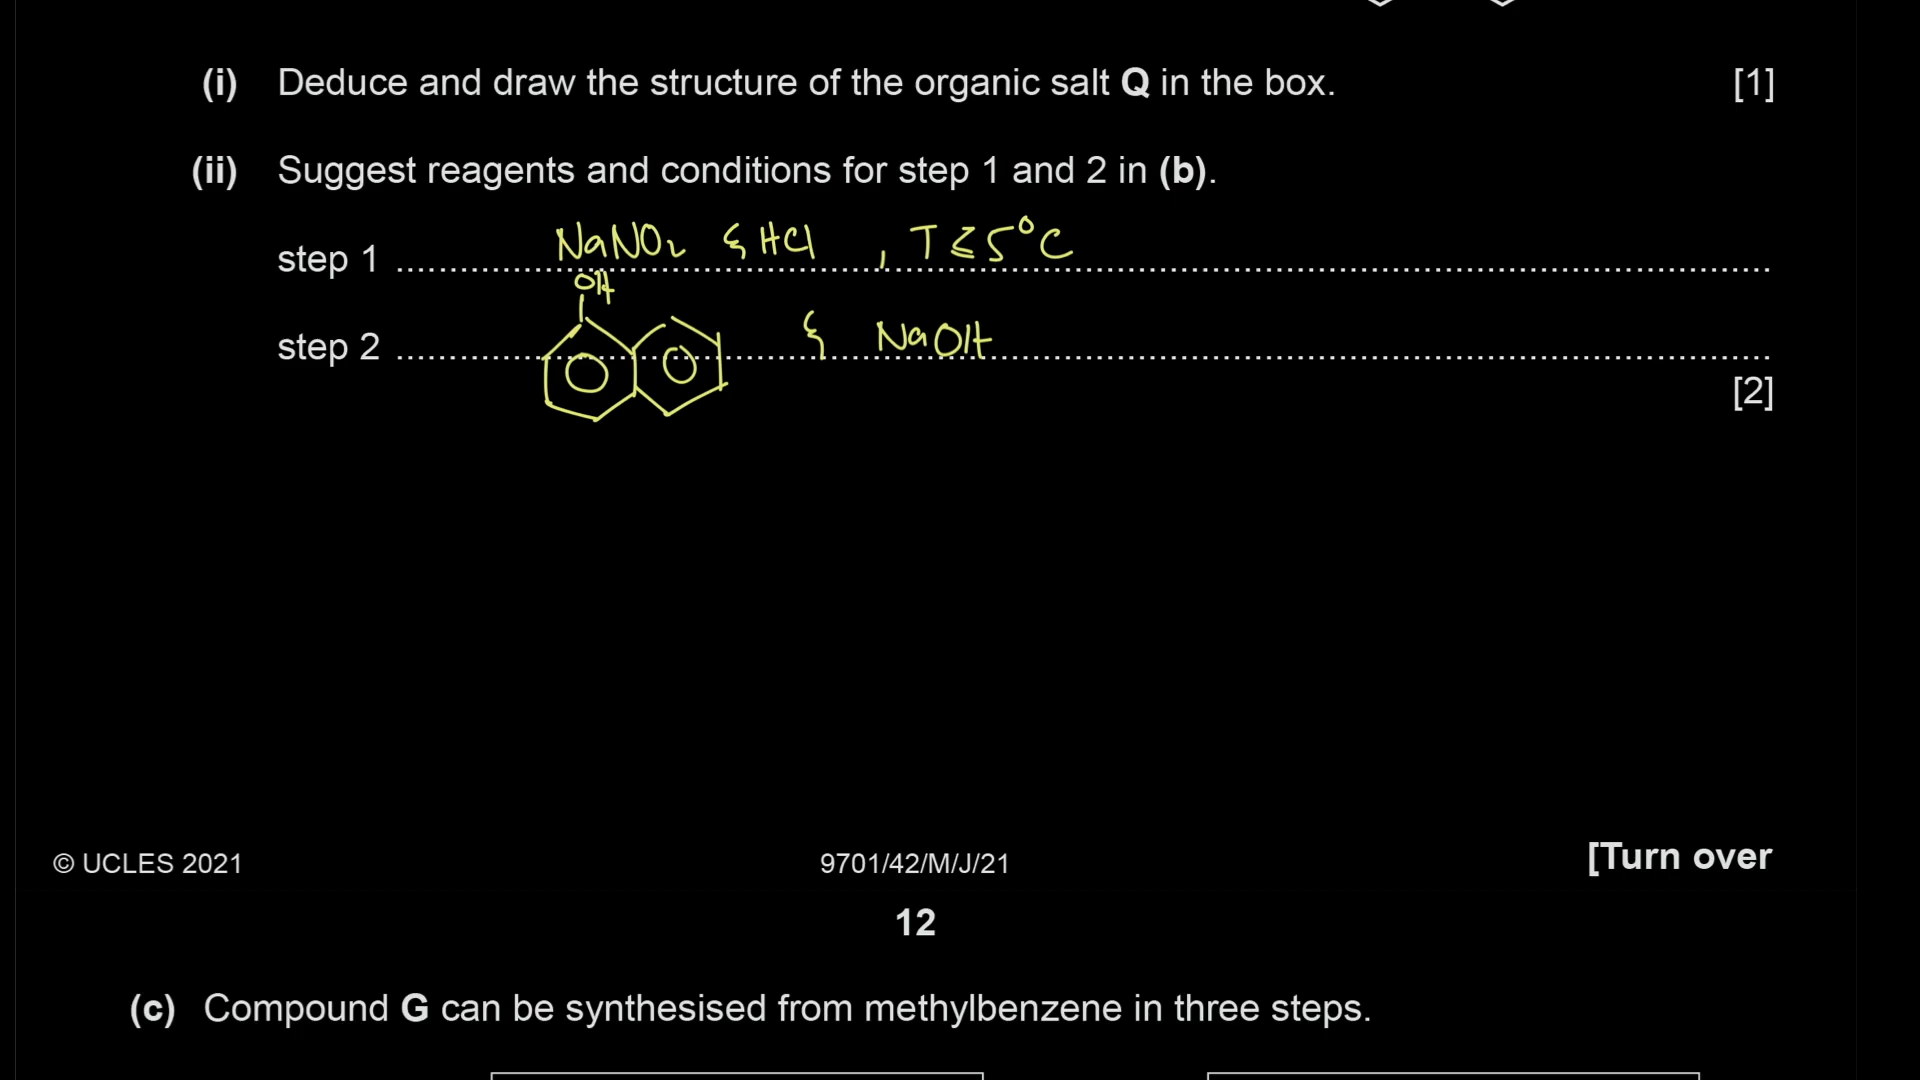 (i) Deduce and draw the structure of the organic salt Q in the box. [1]
(ii) Suggest reagents and conditions for step 1 and 2 in (b).
step 1 NaNO₂ & HCl , T ≤ 5°C
OH
step 2 & NaOH
[2]
© UCLES 2021 9701/42/M/J/21 [Turn over
12
(c) Compound G can be synthesised from methylbenzene in three steps.